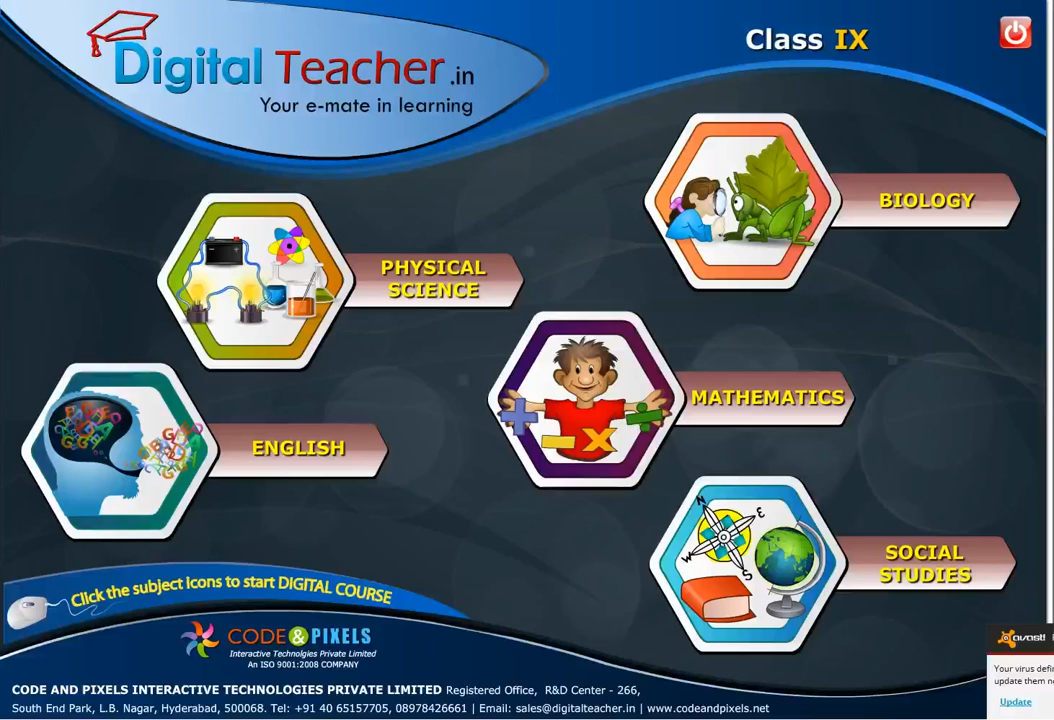 Digital Teacher.in
Your e-mate in learning
Class IX
BIOLOGY
PHYSICAL
SCIENCE
MATHEMATICS
ENGLISH
N
E
W
S
SOCIAL
STUDIES
Click the subject icons to start DIGITAL COURSE
CODE & PIXELS
Interactive Technolgies Private Limited
An ISO 9001:2008 COMPANY
CODE AND PIXELS INTERACTIVE TECHNOLOGIES PRIVATE LIMITED Registered Office, R&D Center - 266,
South End Park, L.B. Nagar, Hyderabad, 500068. Tel: +91 40 65157705, 08978426661 | Email: sales@digitalteacher.in | www.codeandpixels.net
avast!
Your virus
update them
Update